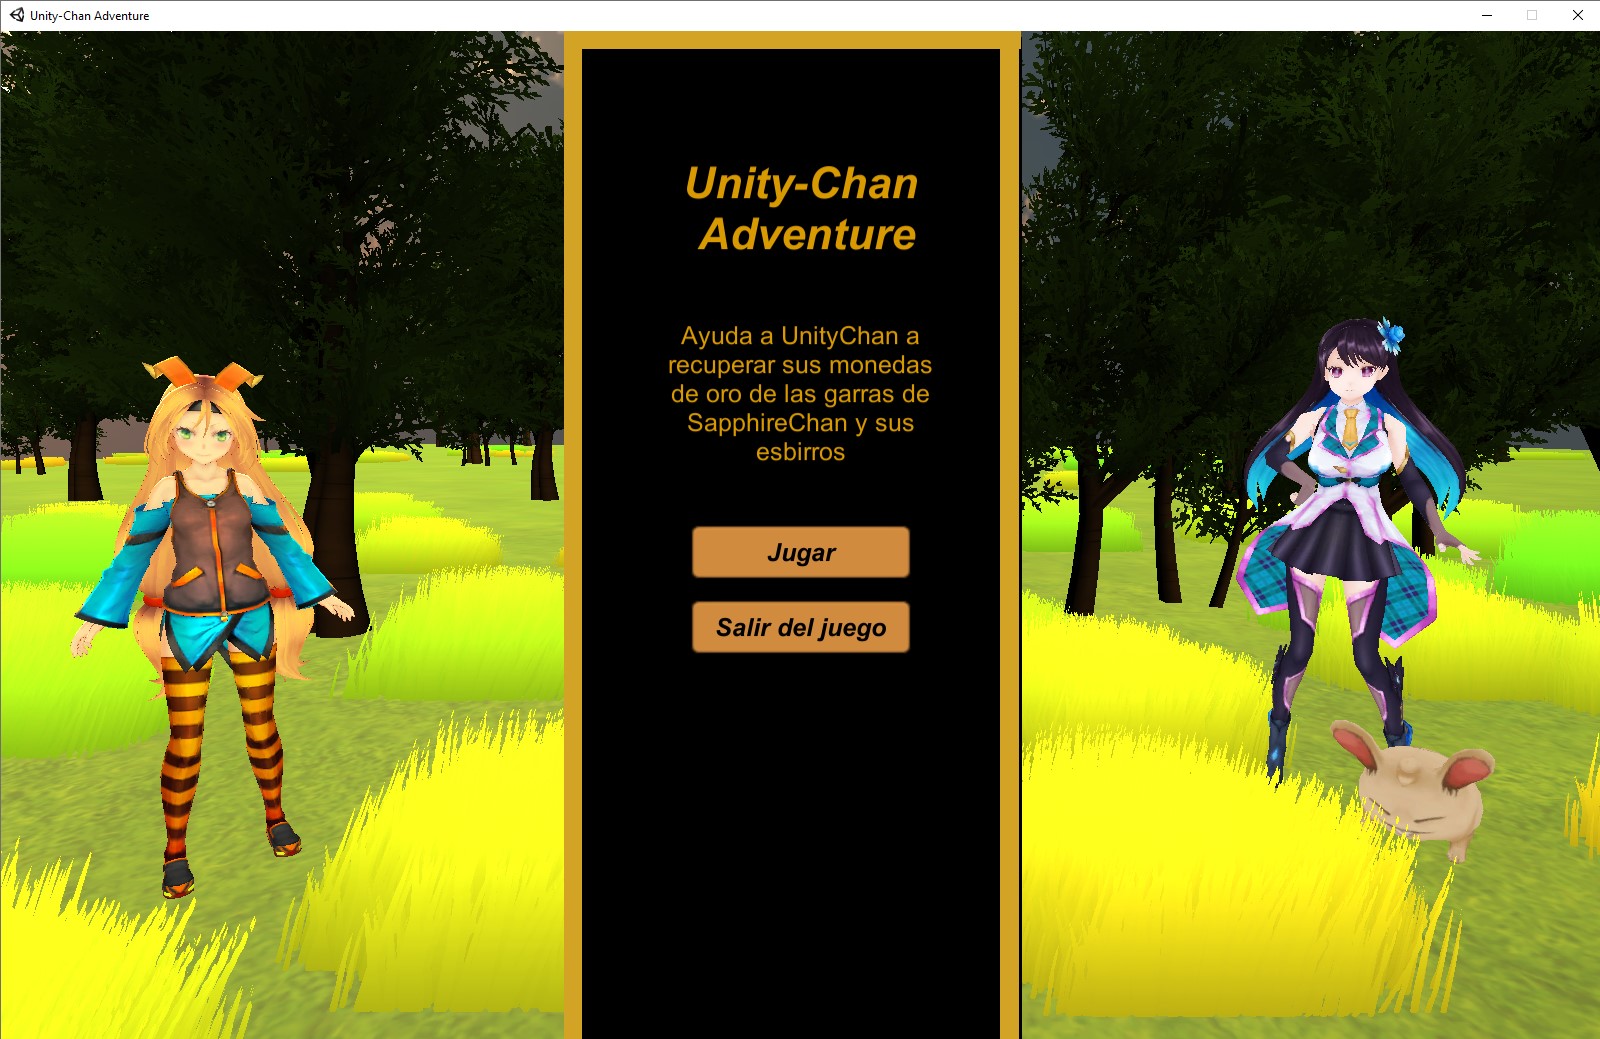 Unity-Chan Adventure
Unity-Chan
Adventure
Ayuda a UnityChan a
recuperar sus monedas
de oro de las garras de
SapphireChan y sus
esbirros
Jugar
Salir del juego